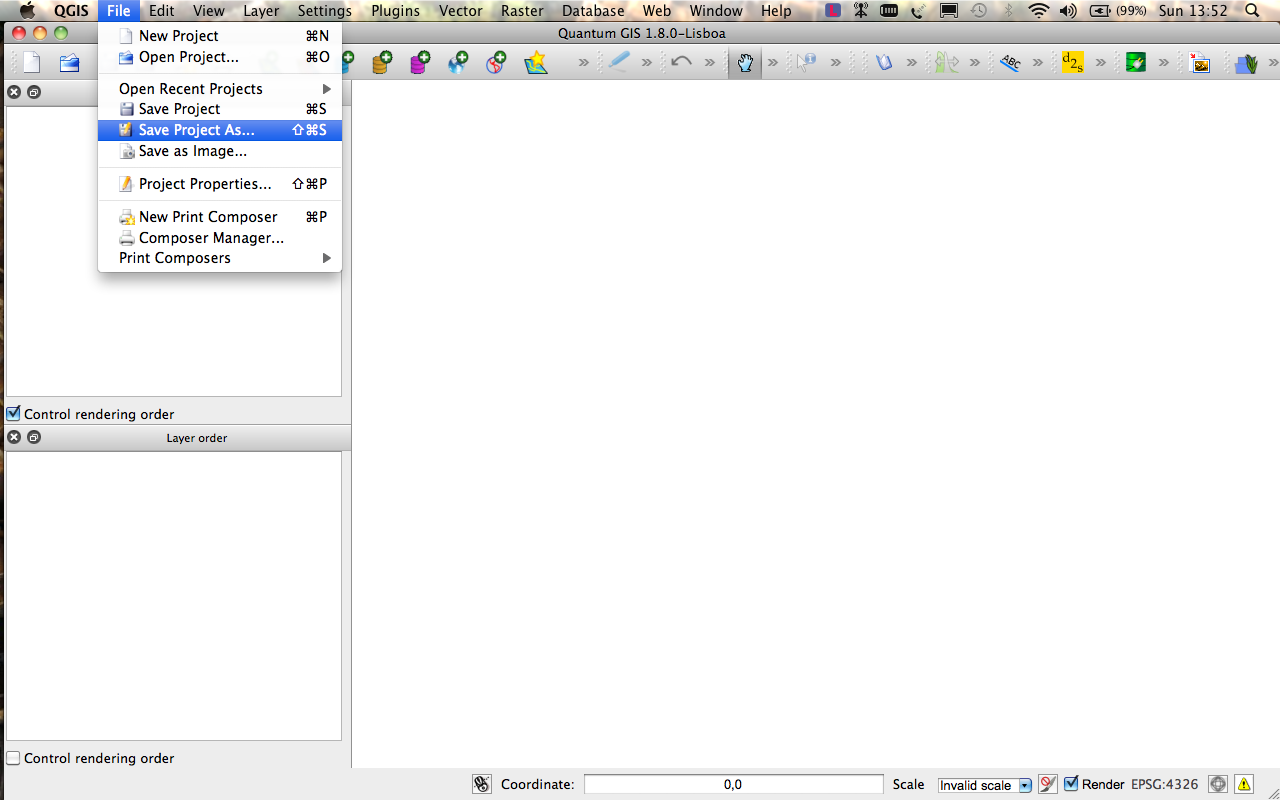 QGIS File Edit View Layer Settings Plugins Vector Raster Database Web Window Help (99%) Sun 13:52
Quantum GIS 1.8.0-Lisboa
New Project ⌘N
Open Project... ⌘O
Open Recent Projects
Save Project ⌘S
Save Project As... ⇧⌘S
Save as Image...
Project Properties... ⇧⌘P
New Print Composer ⌘P
Composer Manager...
Print Composers
ABC
d2s
Control rendering order
Layer order
Control rendering order
Coordinate: 0,0 Scale Invalid scale Render EPSG:4326